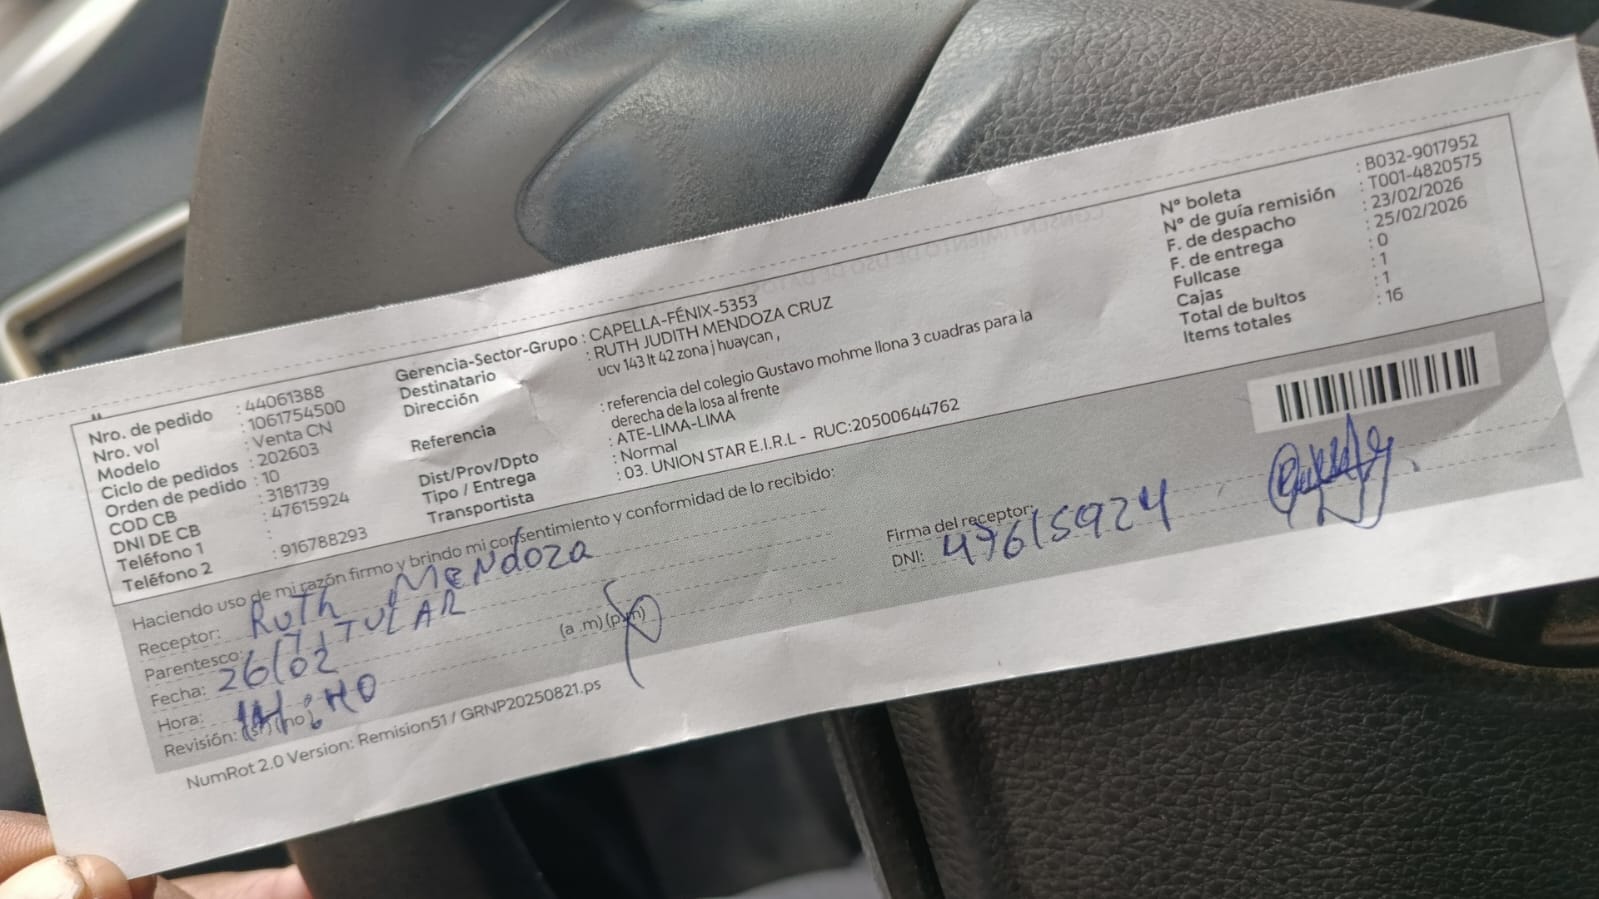 Nro. de pedido : 44061388
Nro. vol : 1061754500
Modelo : Venta CN
Ciclo de pedidos : 202603
Orden de pedido : 10
COD CB : 3181739
DNI DE CB : 47615924
Teléfono 1 :
Teléfono 2 : 916788293
Gerencia-Sector-Grupo : CAPELLA-FÉNIX-5353
Destinatario : RUTH JUDITH MENDOZA CRUZ
Dirección ucv 143 lt 42 zona j huaycan ,
Referencia : referencia del colegio Gustavo mohme llona 3 cuadras para la
derecha de la losa al frente
Dist/Prov/Dpto : ATE-LIMA-LIMA
Tipo / Entrega : Normal
Transportista : 03. UNION STAR E.I.R.L - RUC:20500644762
N° boleta : B032-9017952
N° de guía remisión : T001-4820575
F. de despacho : 23/02/2026
F. de entrega : 25/02/2026
Fullcase : 0
Cajas : 1
Total de bultos : 1
Items totales : 16
Haciendo uso de mi razón firmo y brindo mi consentimiento y conformidad de lo recibido:
Receptor: RUTH MENDOZA
Parentesco: TITULAR
Fecha: 26/02
Hora: (a .m) (p.m)
Revisión: (si) (no)
Firma del receptor:
DNI: 47615924
NumRot 2.0 Version: Remision51 / GRNP20250821.ps